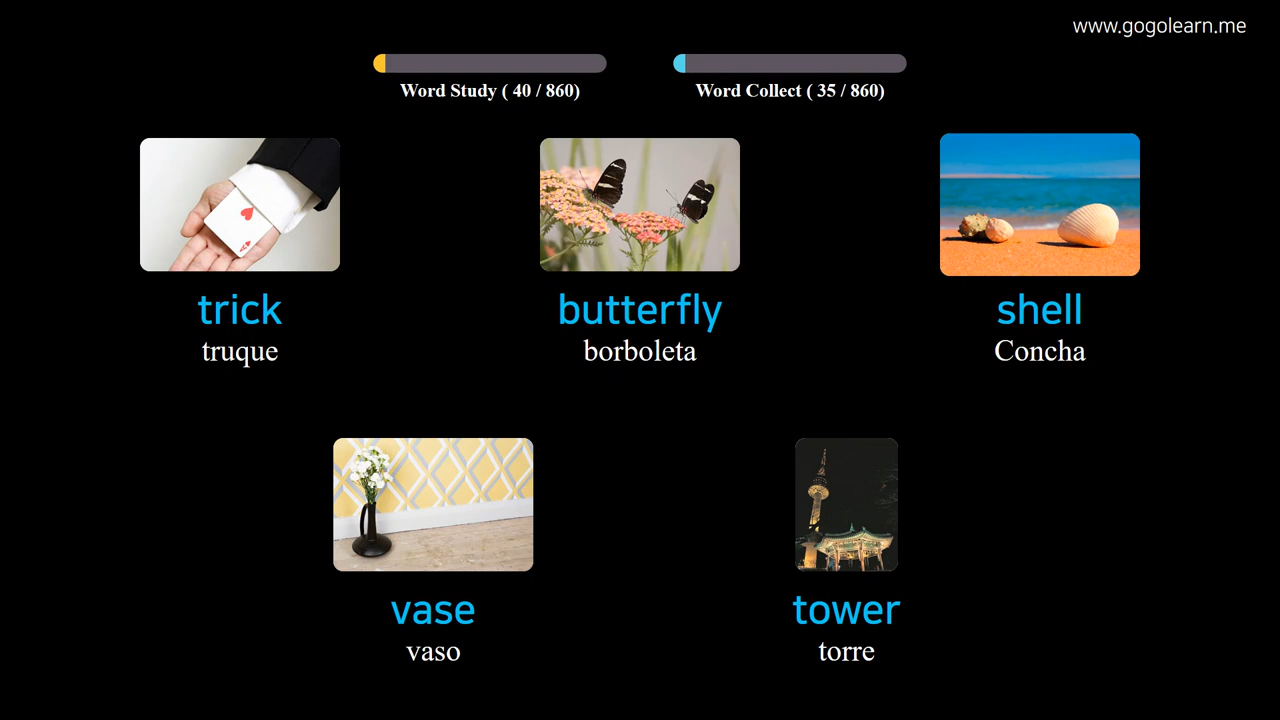 www.gogolearn.me
Word Study ( 40 / 860)
Word Collect ( 35 / 860)
trick
truque
butterfly
borboleta
shell
Concha
vase
vaso
tower
torre